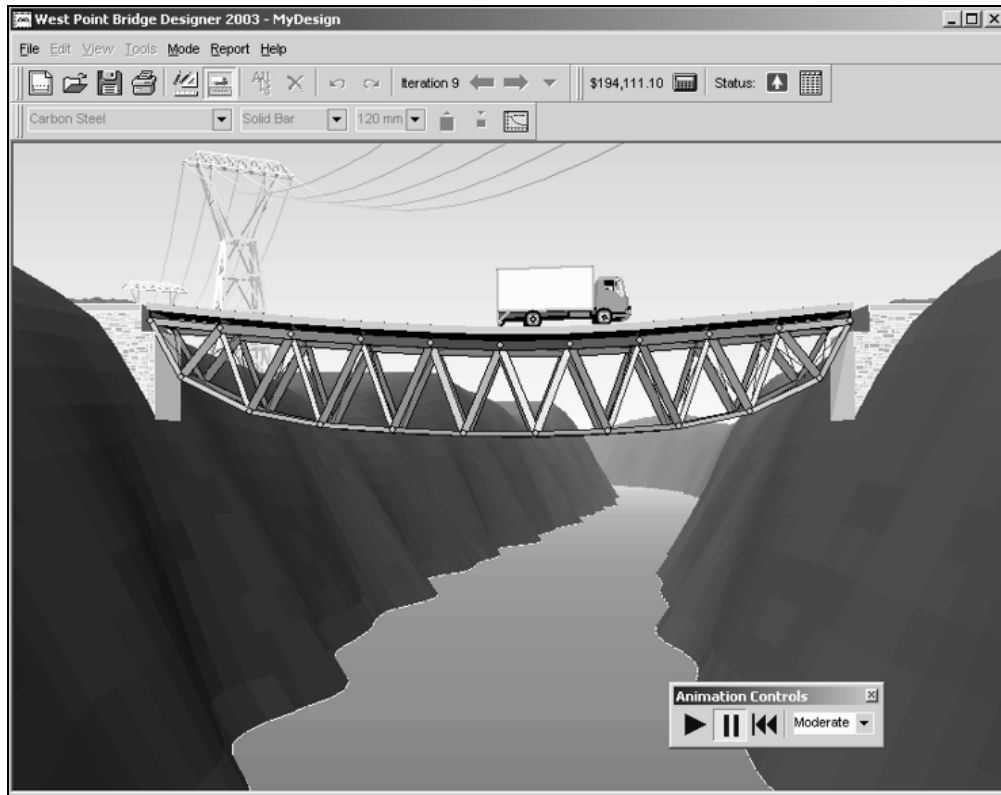 West Point Bridge Designer 2003 - MyDesign
File Edit View Tools Mode Report Help
Iteration 9 $194,111.10 Status:
Carbon Steel Solid Bar 120 mm
Animation Controls
Moderate